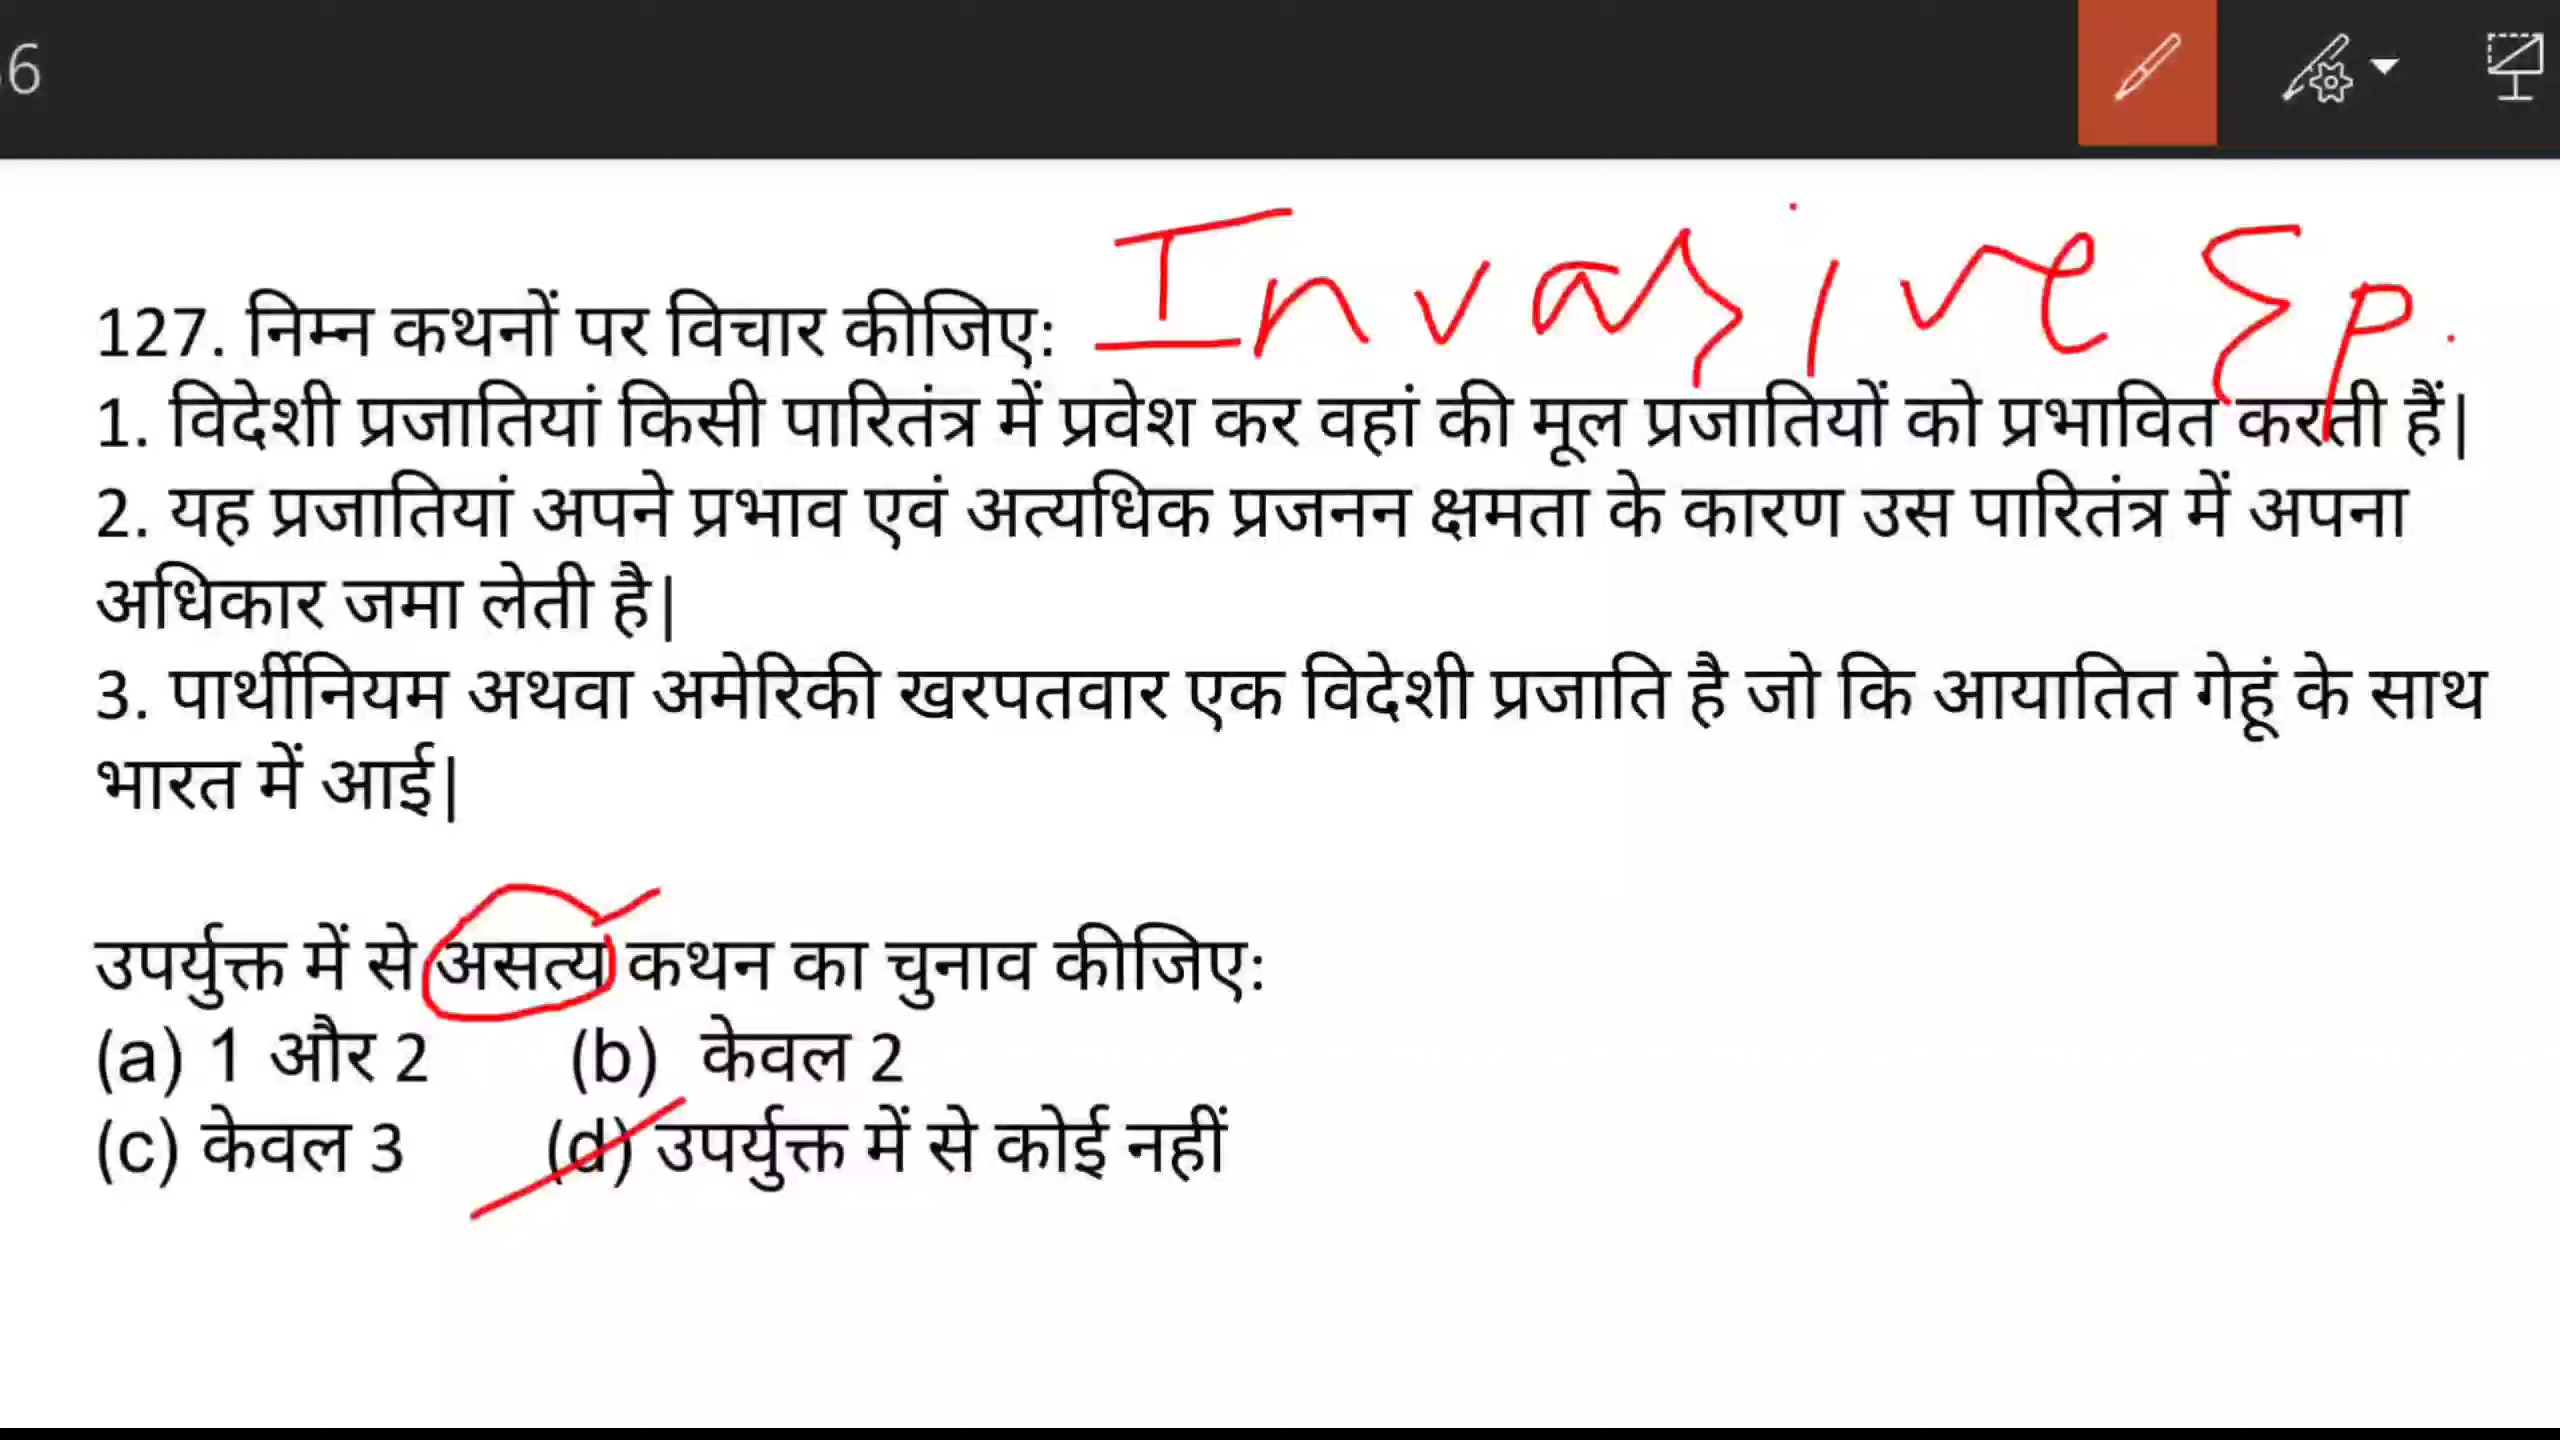 6
Invasive Sp.
127. निम्न कथनों पर विचार कीजिए:
1. विदेशी प्रजातियां किसी पारितंत्र में प्रवेश कर वहां की मूल प्रजातियों को प्रभावित करती हैं|
2. यह प्रजातियां अपने प्रभाव एवं अत्यधिक प्रजनन क्षमता के कारण उस पारितंत्र में अपना
अधिकार जमा लेती है|
3. पार्थीनियम अथवा अमेरिकी खरपतवार एक विदेशी प्रजाति है जो कि आयातित गेहूं के साथ
भारत में आई|
उपर्युक्त में से असत्य कथन का चुनाव कीजिए:
(a) 1 और 2 (b) केवल 2
(c) केवल 3 (d) उपर्युक्त में से कोई नहीं